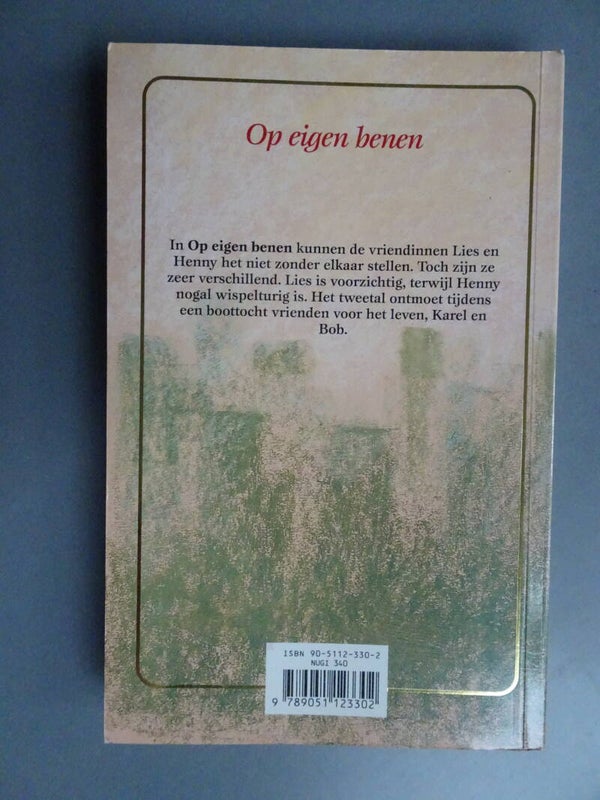 Op eigen benen
In Op eigen benen kunnen de vriendinnen Lies en
Henny het niet zonder elkaar stellen. Toch zijn ze
zeer verschillend. Lies is voorzichtig, terwijl Henny
nogal wispelturig is. Het tweetal ontmoet tijdens
een boottocht vrienden voor het leven, Karel en
Bob.
ISBN 90-5112-330-2
NUGI 340
9 789051 123302